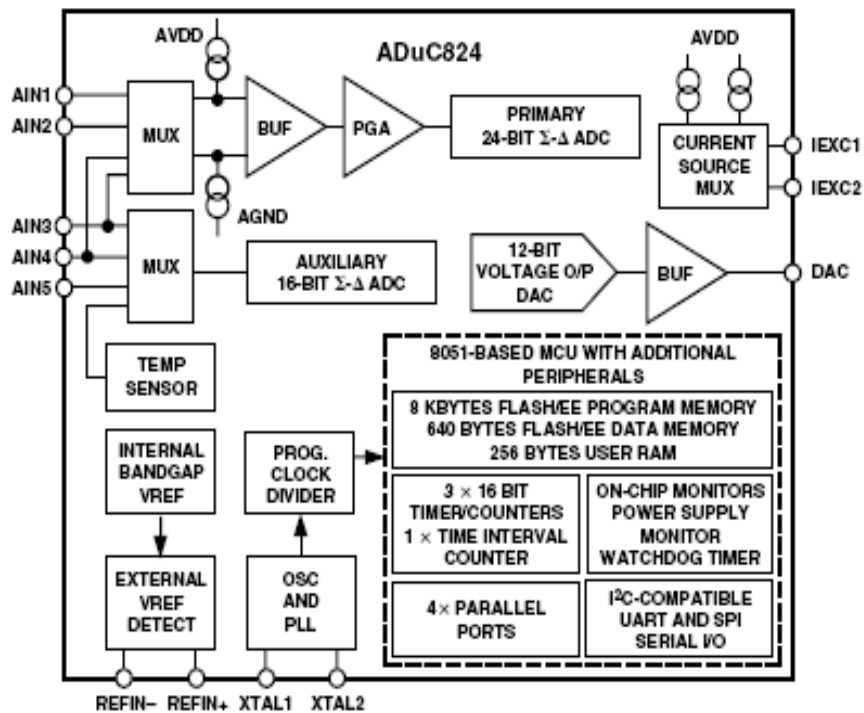 ADuC824
AVDD
AVDD
AIN1
AIN2
MUX
BUF
PGA
PRIMARY
24-BIT Σ-Δ ADC
CURRENT
SOURCE
MUX
IEXC1
IEXC2
AGND
AIN3
AIN4
AIN5
MUX
AUXILIARY
16-BIT Σ-Δ ADC
12-BIT
VOLTAGE O/P
DAC
BUF
DAC
TEMP
SENSOR
8051-BASED MCU WITH ADDITIONAL
PERIPHERALS
8 KBYTES FLASH/EE PROGRAM MEMORY
640 BYTES FLASH/EE DATA MEMORY
256 BYTES USER RAM
INTERNAL
BANDGAP
VREF
PROG.
CLOCK
DIVIDER
3 × 16 BIT
TIMER/COUNTERS
1 × TIME INTERVAL
COUNTER
ON-CHIP MONITORS
POWER SUPPLY
MONITOR
WATCHDOG TIMER
EXTERNAL
VREF
DETECT
OSC
AND
PLL
4× PARALLEL
PORTS
I²C-COMPATIBLE
UART AND SPI
SERIAL I/O
REFIN– REFIN+ XTAL1 XTAL2